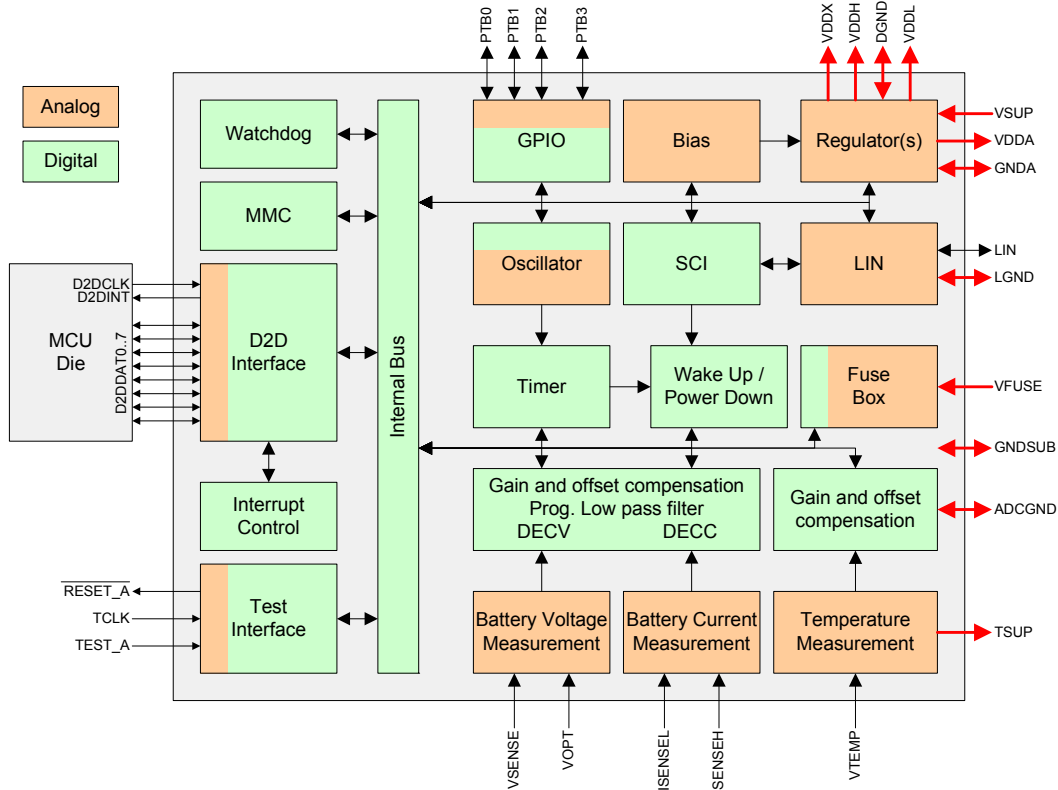 PTB0
PTB1
PTB2
PTB3
VDDX
VDDH
DGND
VDDL
Analog
Digital
Watchdog
GPIO
Bias
Regulator(s)
VSUP
VDDA
GNDA
MMC
Oscillator
SCI
LIN
LIN
LGND
MCU
Die
D2DCLK
D2DINT
D2DDAT0..7
D2D
Interface
Internal Bus
Timer
Wake Up /
Power Down
Fuse
Box
VFUSE
GNDSUB
Interrupt
Control
Gain and offset compensation
Prog. Low pass filter
DECV
DECC
Gain and offset
compensation
ADCGND
RESET_A
TCLK
TEST_A
Test
Interface
Battery Voltage
Measurement
Battery Current
Measurement
Temperature
Measurement
TSUP
VSENSE
VOPT
ISENSEL
SENSEH
VTEMP